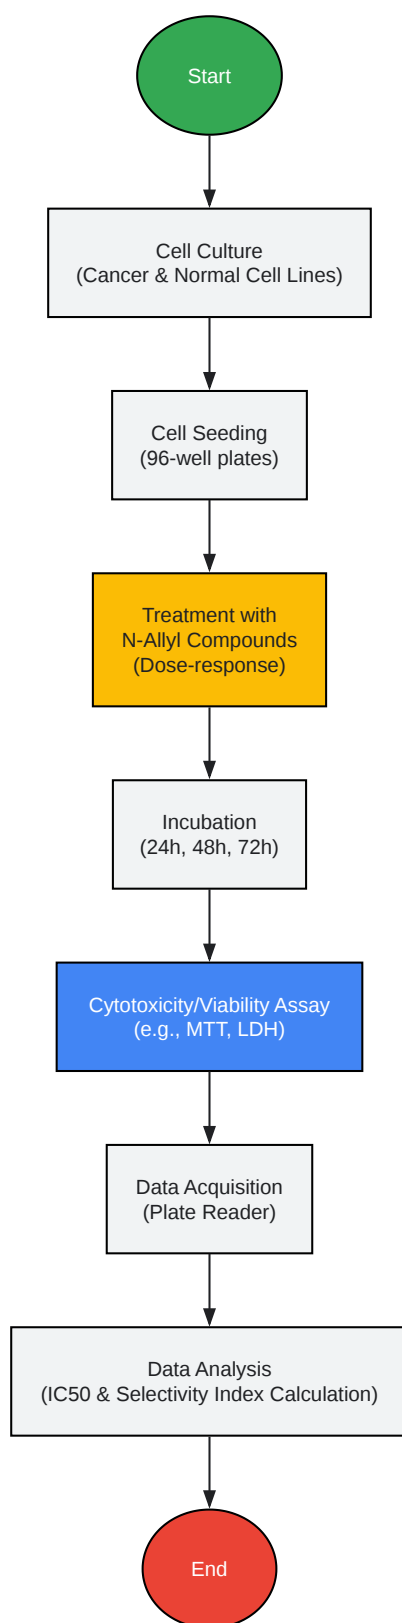 Start
Cell Culture
(Cancer & Normal Cell Lines)
Cell Seeding
(96-well plates)
Treatment with
N-Allyl Compounds
(Dose-response)
Incubation
(24h, 48h, 72h)
Cytotoxicity/Viability Assay
(e.g., MTT, LDH)
Data Acquisition
(Plate Reader)
Data Analysis
(IC50 & Selectivity Index Calculation)
End